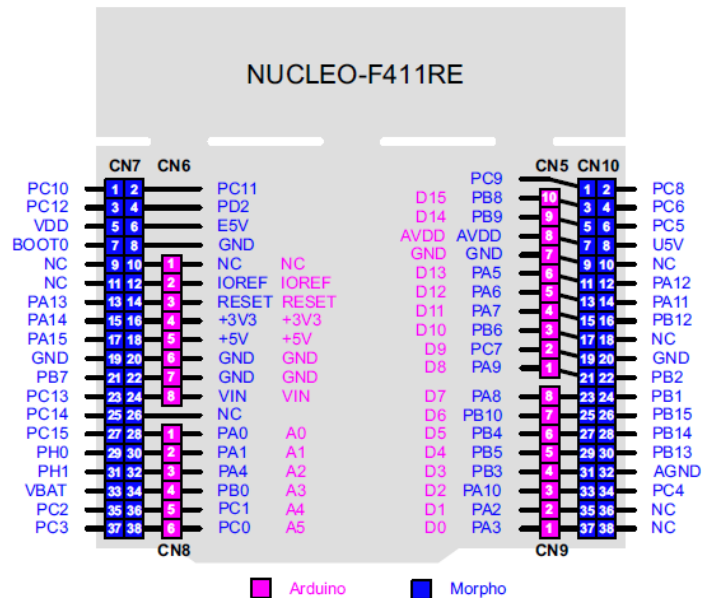 NUCLEO-F411RE
CN7 CN6 CN5 CN10
PC10 1 2 PC11 PC9 1 2 PC8
PC12 3 4 PD2 D15 PB8 10 3 4 PC6
VDD 5 6 E5V D14 PB9 9 5 6 PC5
BOOT0 7 8 GND AVDD AVDD 8 7 8 U5V
NC 9 10 1 NC NC GND GND 7 9 10 NC
NC 11 12 2 IOREF IOREF D13 PA5 6 11 12 PA12
PA13 13 14 3 RESET RESET D12 PA6 5 13 14 PA11
PA14 15 16 4 +3V3 +3V3 D11 PA7 4 15 16 PB12
PA15 17 18 5 +5V +5V D10 PB6 3 17 18 NC
GND 19 20 6 GND GND D9 PC7 2 19 20 GND
PB7 21 22 7 GND GND D8 PA9 1 21 22 PB2
PC13 23 24 8 VIN VIN D7 PA8 8 23 24 PB1
PC14 25 26 NC D6 PB10 7 25 26 PB15
PC15 27 28 1 PA0 A0 D5 PB4 6 27 28 PB14
PH0 29 30 2 PA1 A1 D4 PB5 5 29 30 PB13
PH1 31 32 3 PA4 A2 D3 PB3 4 31 32 AGND
VBAT 33 34 4 PB0 A3 D2 PA10 3 33 34 PC4
PC2 35 36 5 PC1 A4 D1 PA2 2 35 36 NC
PC3 37 38 6 PC0 A5 D0 PA3 1 37 38 NC
CN8 CN9
Arduino Morpho